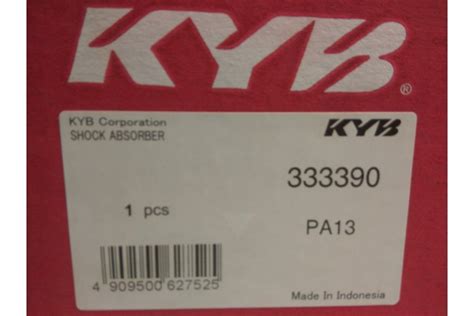 KYB®
KYB Corporation
SHOCK ABSORBER
KYB
333390
1 pcs
PA13
4 909500 627525
Made In Indonesia